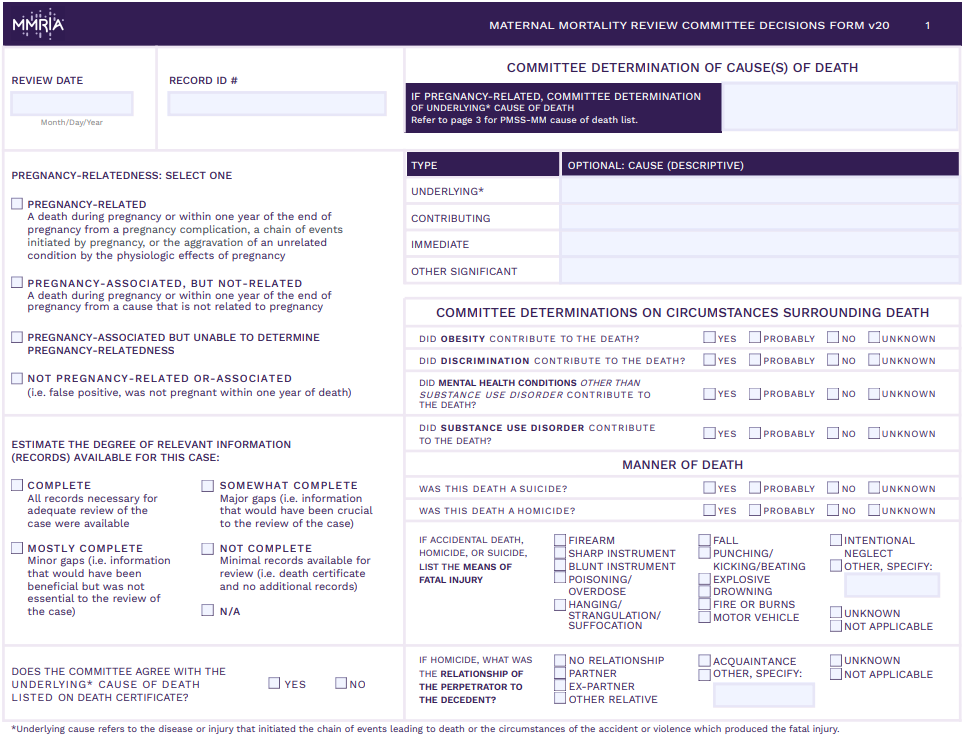 MMRIA
MATERNAL MORTALITY REVIEW COMMITTEE DECISIONS FORM v20 1
REVIEW DATE
Month/Day/Year
RECORD ID #
COMMITTEE DETERMINATION OF CAUSE(S) OF DEATH
IF PREGNANCY-RELATED, COMMITTEE DETERMINATION
OF UNDERLYING* CAUSE OF DEATH
Refer to page 3 for PMSS-MM cause of death list.
TYPE OPTIONAL: CAUSE (DESCRIPTIVE)
UNDERLYING*
CONTRIBUTING
IMMEDIATE
OTHER SIGNIFICANT
PREGNANCY-RELATEDNESS: SELECT ONE
PREGNANCY-RELATED
A death during pregnancy or within one year of the end of
pregnancy from a pregnancy complication, a chain of events
initiated by pregnancy, or the aggravation of an unrelated
condition by the physiologic effects of pregnancy
PREGNANCY-ASSOCIATED, BUT NOT-RELATED
A death during pregnancy or within one year of the end of
pregnancy from a cause that is not related to pregnancy
PREGNANCY-ASSOCIATED BUT UNABLE TO DETERMINE
PREGNANCY-RELATEDNESS
NOT PREGNANCY-RELATED OR-ASSOCIATED
(i.e. false positive, was not pregnant within one year of death)
COMMITTEE DETERMINATIONS ON CIRCUMSTANCES SURROUNDING DEATH
DID OBESITY CONTRIBUTE TO THE DEATH? YES PROBABLY NO UNKNOWN
DID DISCRIMINATION CONTRIBUTE TO THE DEATH? YES PROBABLY NO UNKNOWN
DID MENTAL HEALTH CONDITIONS OTHER THAN
SUBSTANCE USE DISORDER CONTRIBUTE TO
THE DEATH?
YES PROBABLY NO UNKNOWN
DID SUBSTANCE USE DISORDER CONTRIBUTE
TO THE DEATH?
YES PROBABLY NO UNKNOWN
ESTIMATE THE DEGREE OF RELEVANT INFORMATION
(RECORDS) AVAILABLE FOR THIS CASE:
COMPLETE
All records necessary for
adequate review of the
case were available
MOSTLY COMPLETE
Minor gaps (i.e. information
that would have been
beneficial but was not
essential to the review of
the case)
SOMEWHAT COMPLETE
Major gaps (i.e. information
that would have been crucial
to the review of the case)
NOT COMPLETE
Minimal records available for
review (i.e. death certificate
and no additional records)
N/A
MANNER OF DEATH
WAS THIS DEATH A SUICIDE? YES PROBABLY NO UNKNOWN
WAS THIS DEATH A HOMICIDE? YES PROBABLY NO UNKNOWN
IF ACCIDENTAL DEATH,
HOMICIDE, OR SUICIDE,
LIST THE MEANS OF
FATAL INJURY
FIREARM
SHARP INSTRUMENT
BLUNT INSTRUMENT
POISONING/
OVERDOSE
HANGING/
STRANGULATION/
SUFFOCATION
FALL
PUNCHING/
KICKING/BEATING
EXPLOSIVE
DROWNING
FIRE OR BURNS
MOTOR VEHICLE
INTENTIONAL
NEGLECT
OTHER, SPECIFY:
UNKNOWN
NOT APPLICABLE
DOES THE COMMITTEE AGREE WITH THE
UNDERLYING* CAUSE OF DEATH
LISTED ON DEATH CERTIFICATE?
YES NO
IF HOMICIDE, WHAT WAS
THE RELATIONSHIP OF
THE PERPETRATOR TO
THE DECEDENT?
NO RELATIONSHIP
PARTNER
EX-PARTNER
OTHER RELATIVE
ACQUAINTANCE
OTHER, SPECIFY:
UNKNOWN
NOT APPLICABLE
*Underlying cause refers to the disease or injury that initiated the chain of events leading to death or the circumstances of the accident or violence which produced the fatal injury.